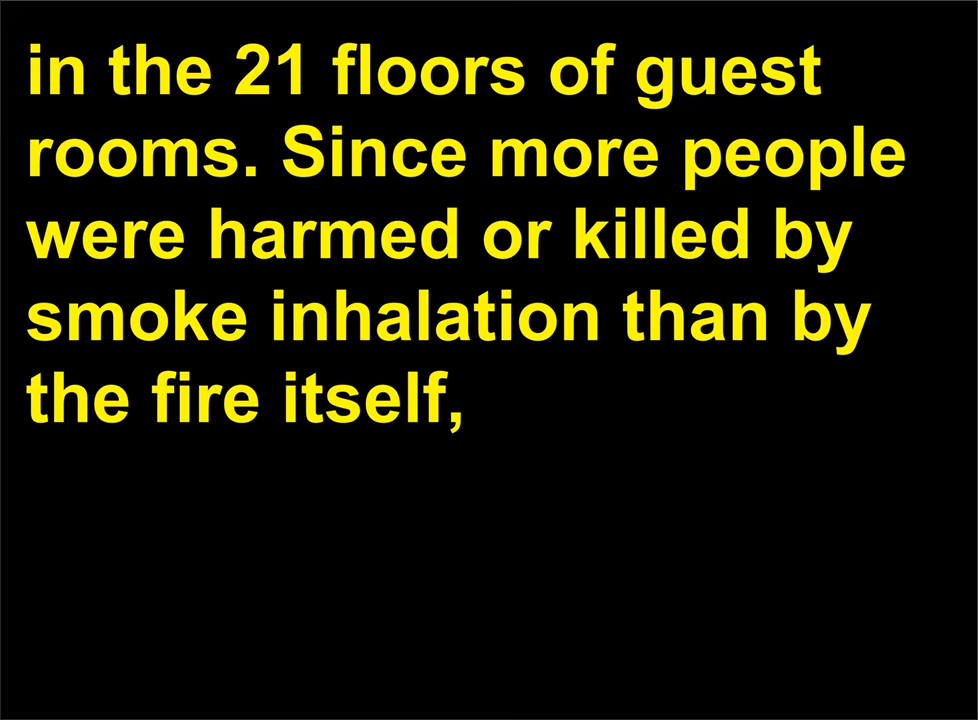 in the 21 floors of guest
rooms. Since more people
were harmed or killed by
smoke inhalation than by
the fire itself,